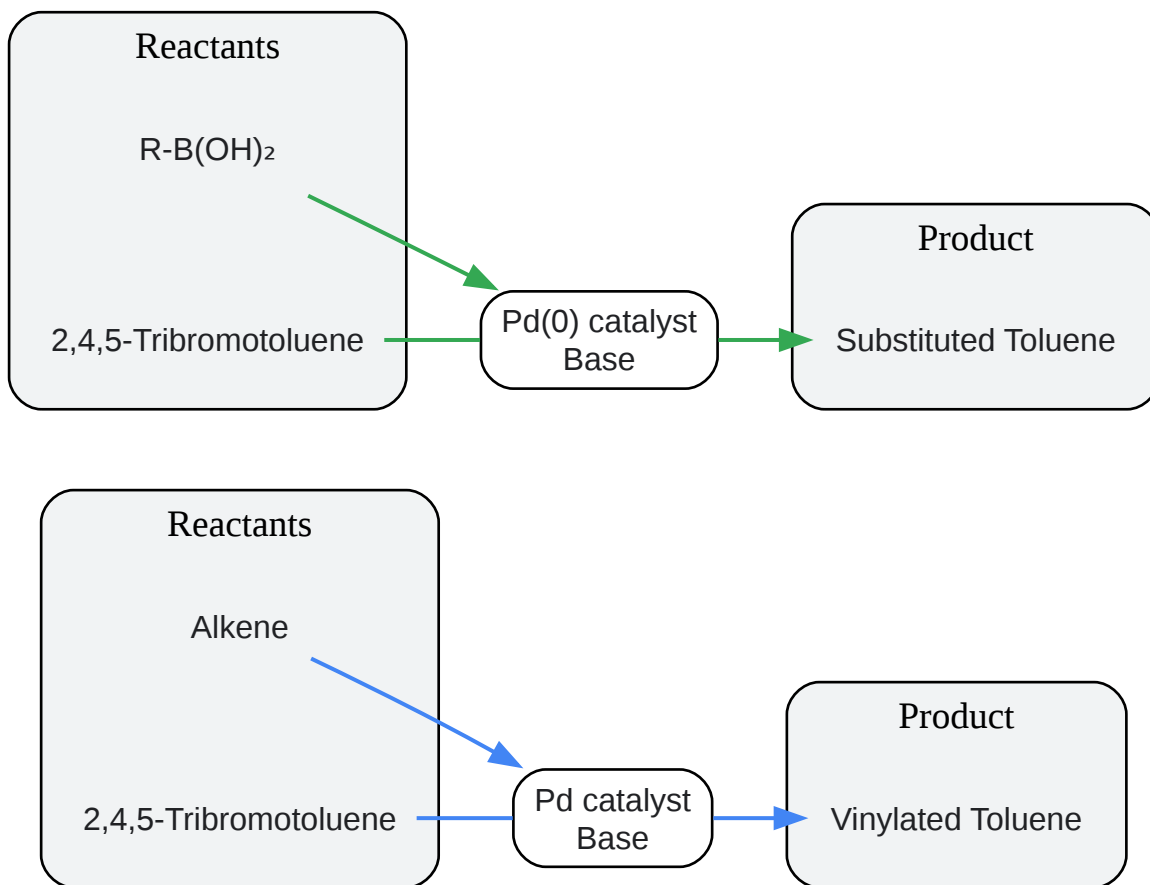 Reactants
R-B(OH)₂
2,4,5-Tribromotoluene
Pd(0) catalyst
Base
Product
Substituted Toluene
Reactants
Alkene
2,4,5-Tribromotoluene
Pd catalyst
Base
Product
Vinylated Toluene